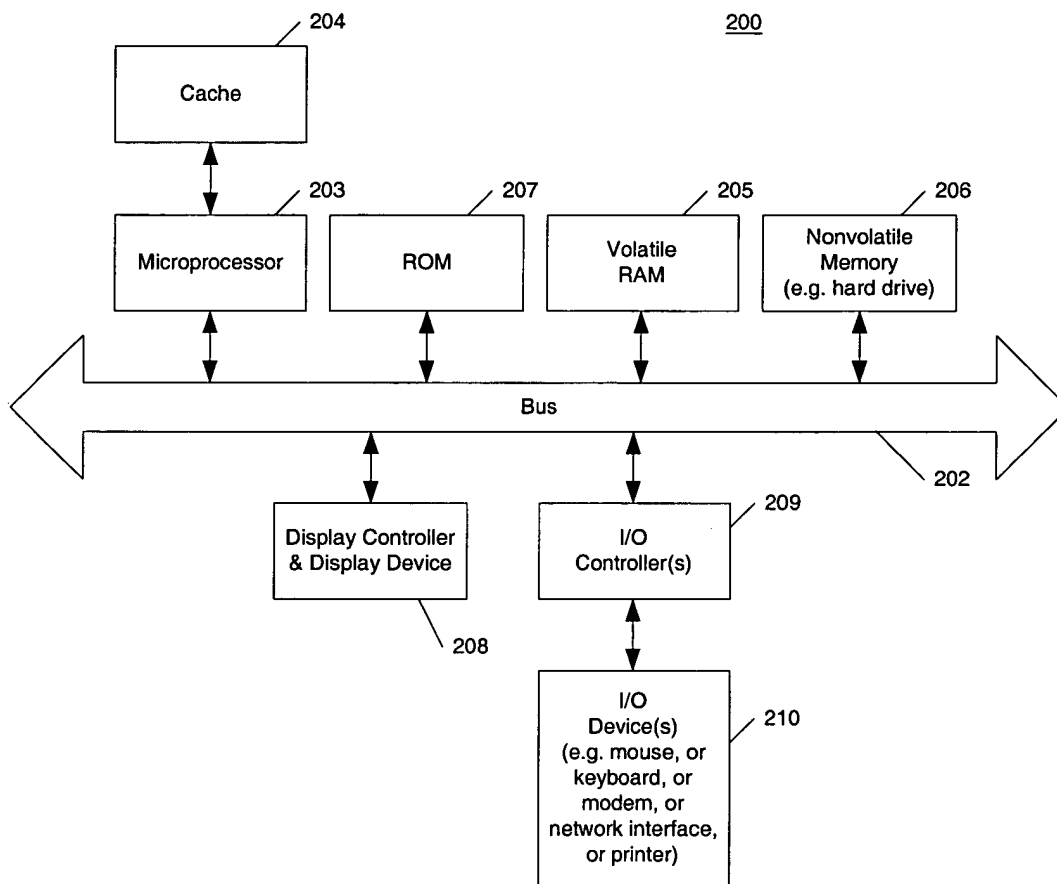 204
200
Cache
203
207
205
206
Microprocessor
ROM
Volatile
RAM
Nonvolatile
Memory
(e.g. hard drive)
Bus
202
Display Controller
& Display Device
208
209
I/O
Controller(s)
210
I/O
Device(s)
(e.g. mouse, or
keyboard, or
modem, or
network interface,
or printer)